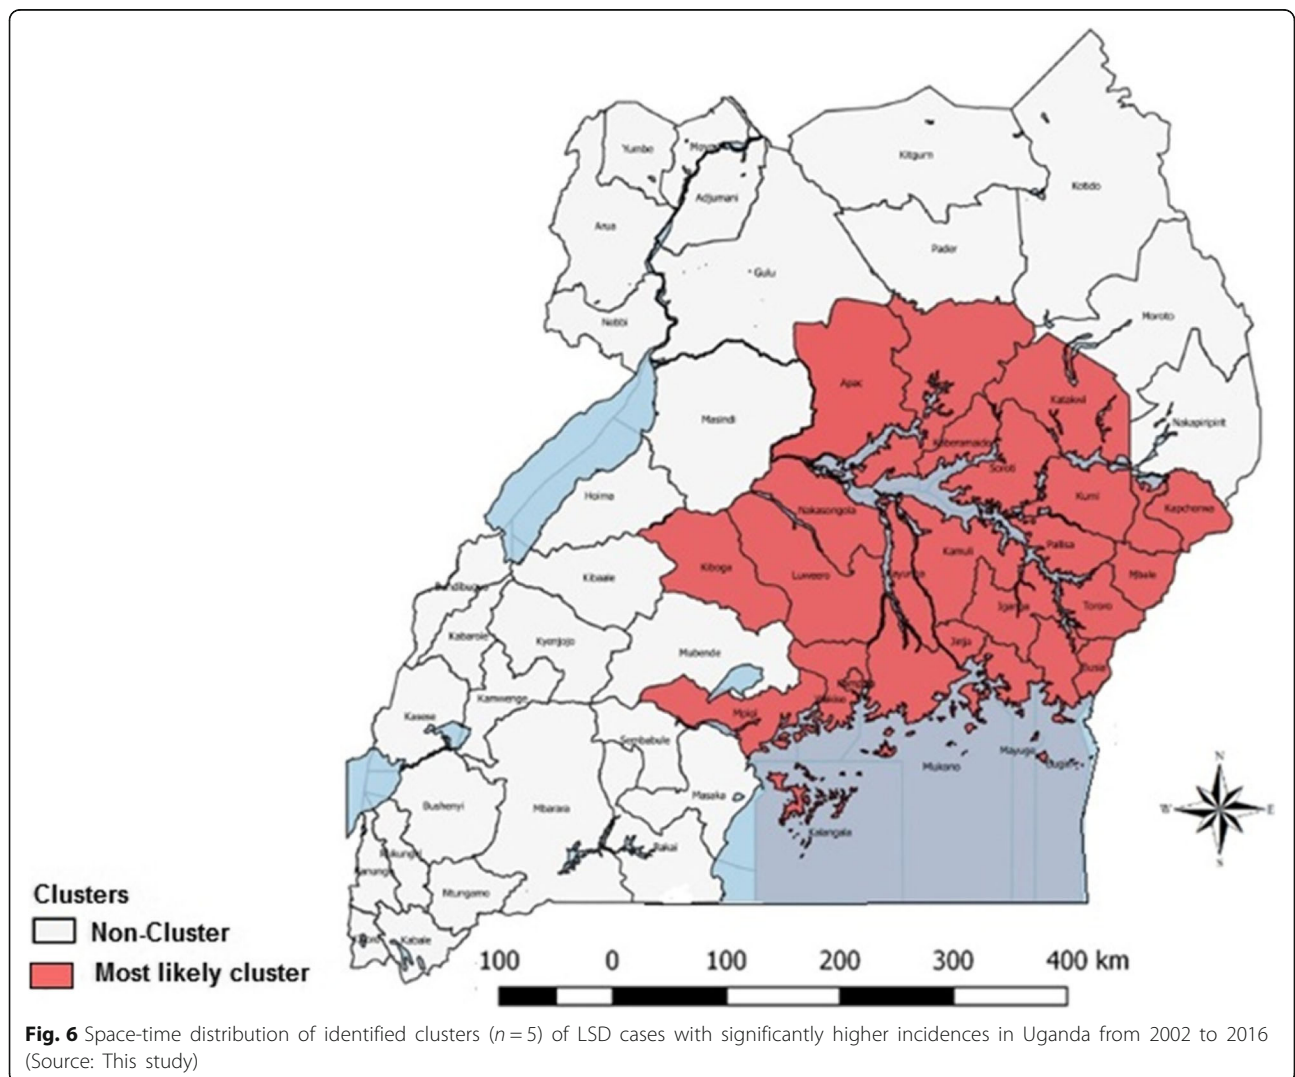 Yumbe
Kitgum
Kotido
Adjumani
Arua
Pader
Gulu
Nebbi
Moroto
Apac
Katakwi
Masindi
Nakapiripirit
Kaberamaido
Soroti
Hoima
Kumi
Nakasongola
Kapchorwa
Pallisa
Kamuli
Kiboga
Luweero
Kayunga
Mbale
Kibaale
Bundibugyo
Iganga
Tororo
Kabarole
Kyenjojo
Jinja
Mubende
Busia
Kamwenge
Mpigi
Kasese
Sembabule
Mayuge
Mukono
Masaka
Bushenyi
Mbarara
Kalangala
Rakai
Ntungamo
Kabale
N
W
E
S
Clusters
Non-Cluster
Most likely cluster
100 0 100 200 300 400 km
Fig. 6 Space-time distribution of identified clusters (n = 5) of LSD cases with significantly higher incidences in Uganda from 2002 to 2016
(Source: This study)